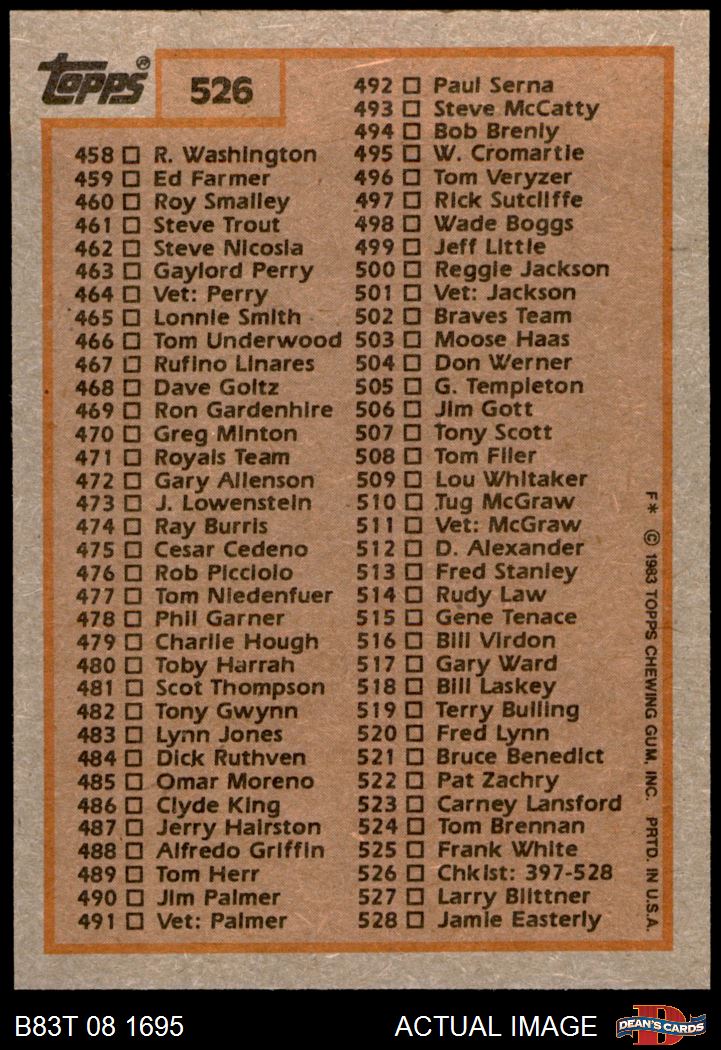 TOPPS®
526
458 □ R. Washington
459 □ Ed Farmer
460 □ Roy Smalley
461 □ Steve Trout
462 □ Steve Nicosia
463 □ Gaylord Perry
464 □ Vet: Perry
465 □ Lonnie Smith
466 □ Tom Underwood
467 □ Rufino Linares
468 □ Dave Goltz
469 □ Ron Gardenhire
470 □ Greg Minton
471 □ Royals Team
472 □ Gary Allenson
473 □ J. Lowenstein
474 □ Ray Burris
475 □ Cesar Cedeno
476 □ Rob Picciolo
477 □ Tom Niedenfuer
478 □ Phil Garner
479 □ Charlie Hough
480 □ Toby Harrah
481 □ Scot Thompson
482 □ Tony Gwynn
483 □ Lynn Jones
484 □ Dick Ruthven
485 □ Omar Moreno
486 □ Clyde King
487 □ Jerry Hairston
488 □ Alfredo Griffin
489 □ Tom Herr
490 □ Jim Palmer
491 □ Vet: Palmer
492 □ Paul Serna
493 □ Steve McCatty
494 □ Bob Brenly
495 □ W. Cromartie
496 □ Tom Veryzer
497 □ Rick Sutcliffe
498 □ Wade Boggs
499 □ Jeff Little
500 □ Reggie Jackson
501 □ Vet: Jackson
502 □ Braves Team
503 □ Moose Haas
504 □ Don Werner
505 □ G. Templeton
506 □ Jim Gott
507 □ Tony Scott
508 □ Tom Filer
509 □ Lou Whitaker
510 □ Tug McGraw
511 □ Vet: McGraw
512 □ D. Alexander
513 □ Fred Stanley
514 □ Rudy Law
515 □ Gene Tenace
516 □ Bill Virdon
517 □ Gary Ward
518 □ Bill Laskey
519 □ Terry Bulling
520 □ Fred Lynn
521 □ Bruce Benedict
522 □ Pat Zachry
523 □ Carney Lansford
524 □ Tom Brennan
525 □ Frank White
526 □ Chklst: 397-528
527 □ Larry Biittner
528 □ Jamie Easterly
F* © 1983 TOPPS CHEWING GUM, INC. PRTD. IN U.S.A.
B83T 08 1695
ACTUAL IMAGE
D
DEAN'S CARDS